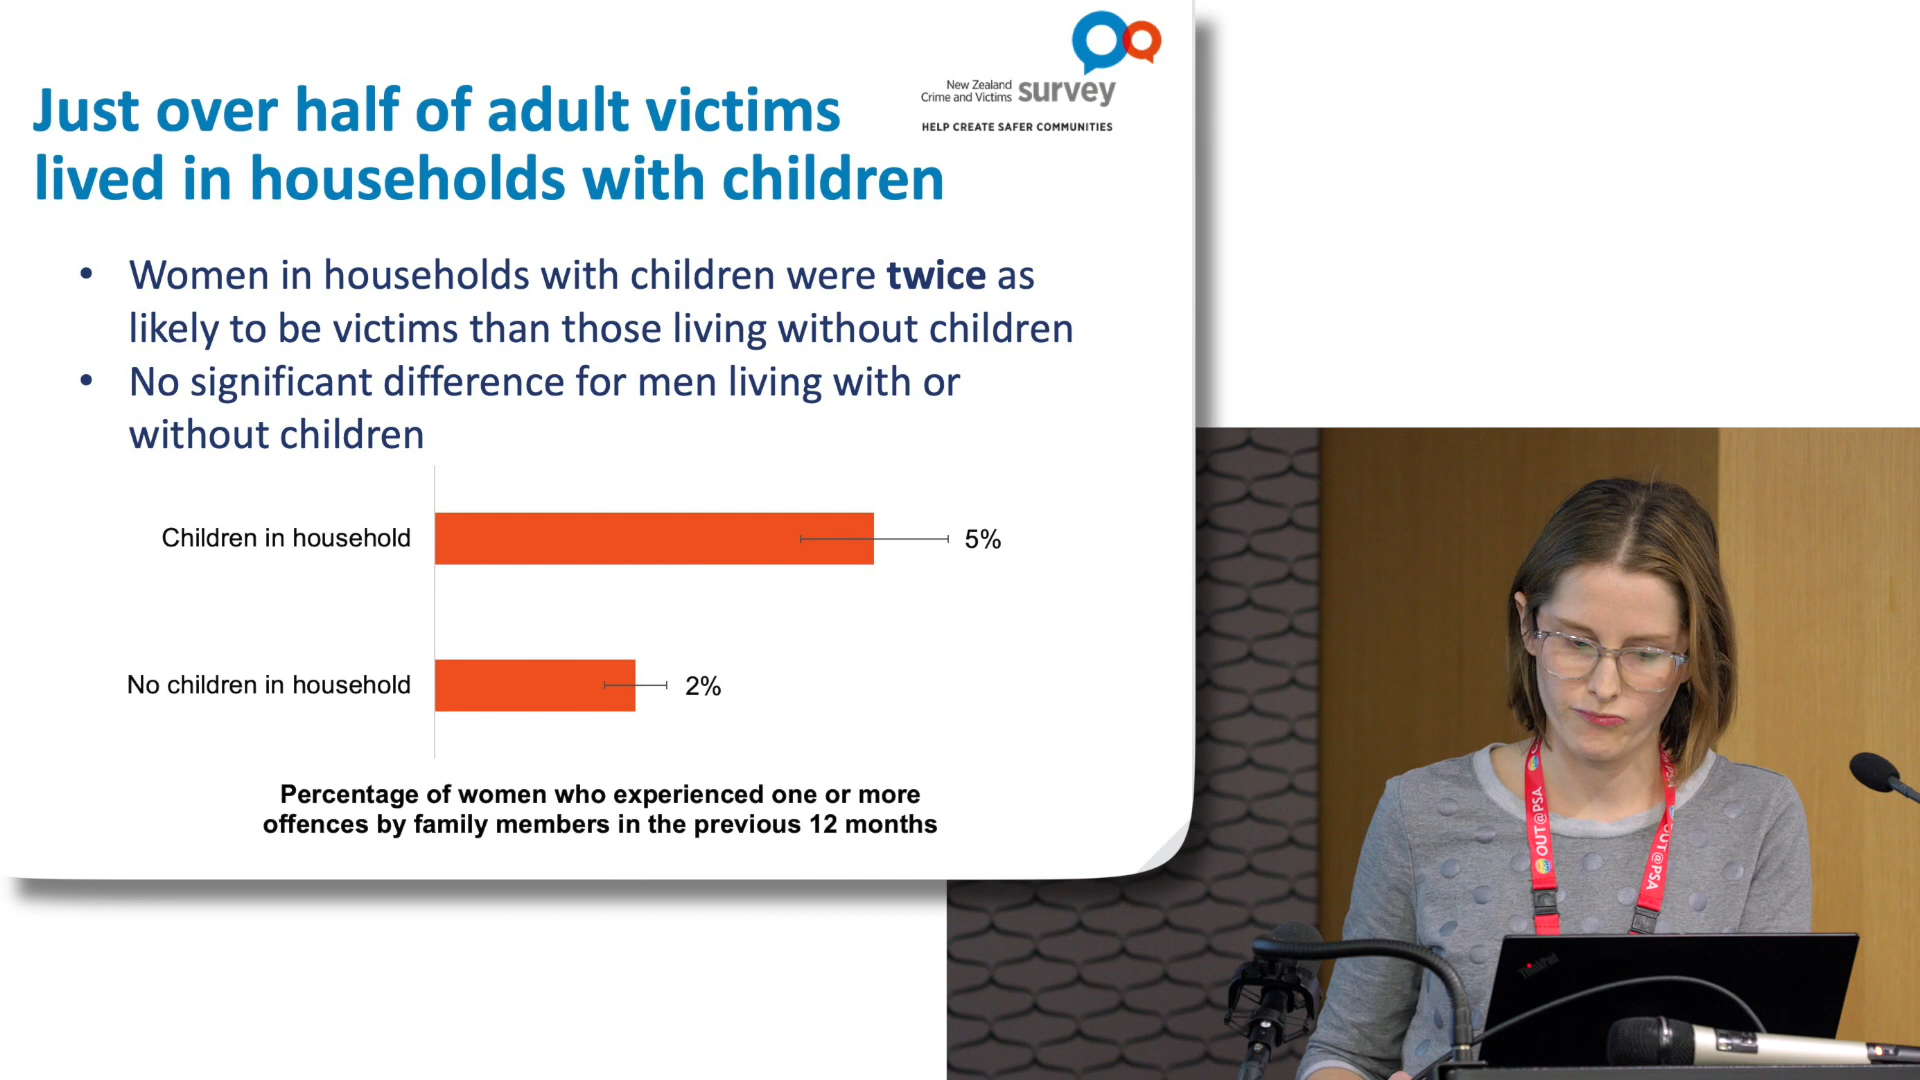 New Zealand
Crime and Victims survey
HELP CREATE SAFER COMMUNITIES
Just over half of adult victims
lived in households with children
• Women in households with children were twice as
likely to be victims than those living without children
• No significant difference for men living with or
without children
Children in household 5%
No children in household 2%
Percentage of women who experienced one or more
offences by family members in the previous 12 months
OUT@PSA
OUT@PSA
ThinkPad